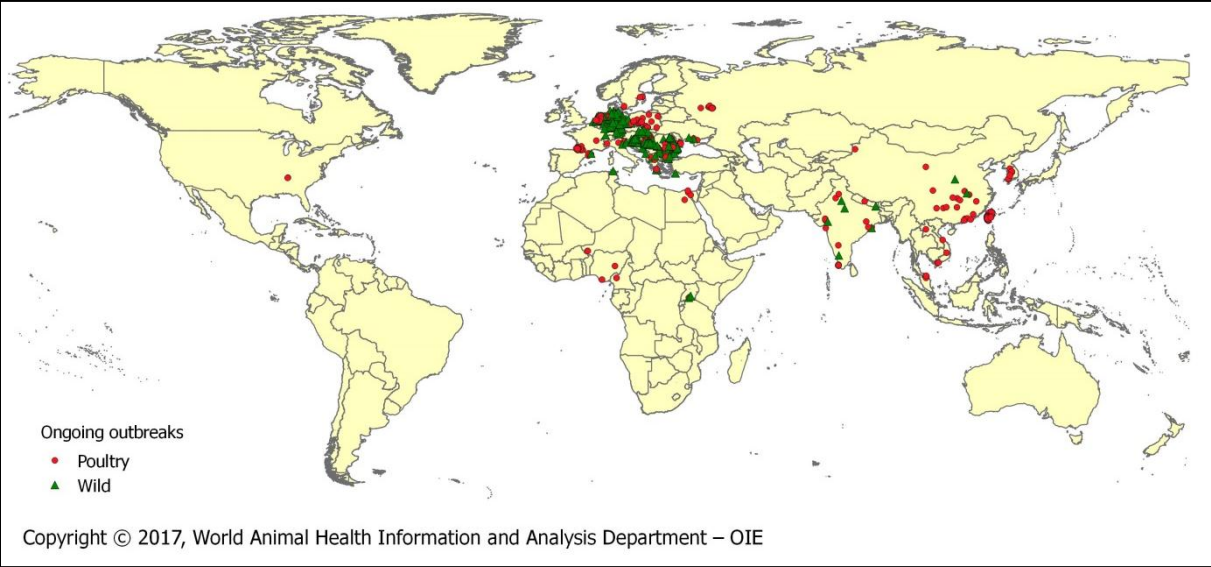 Ongoing outbreaks
Poultry
Wild
Copyright © 2017, World Animal Health Information and Analysis Department – OIE